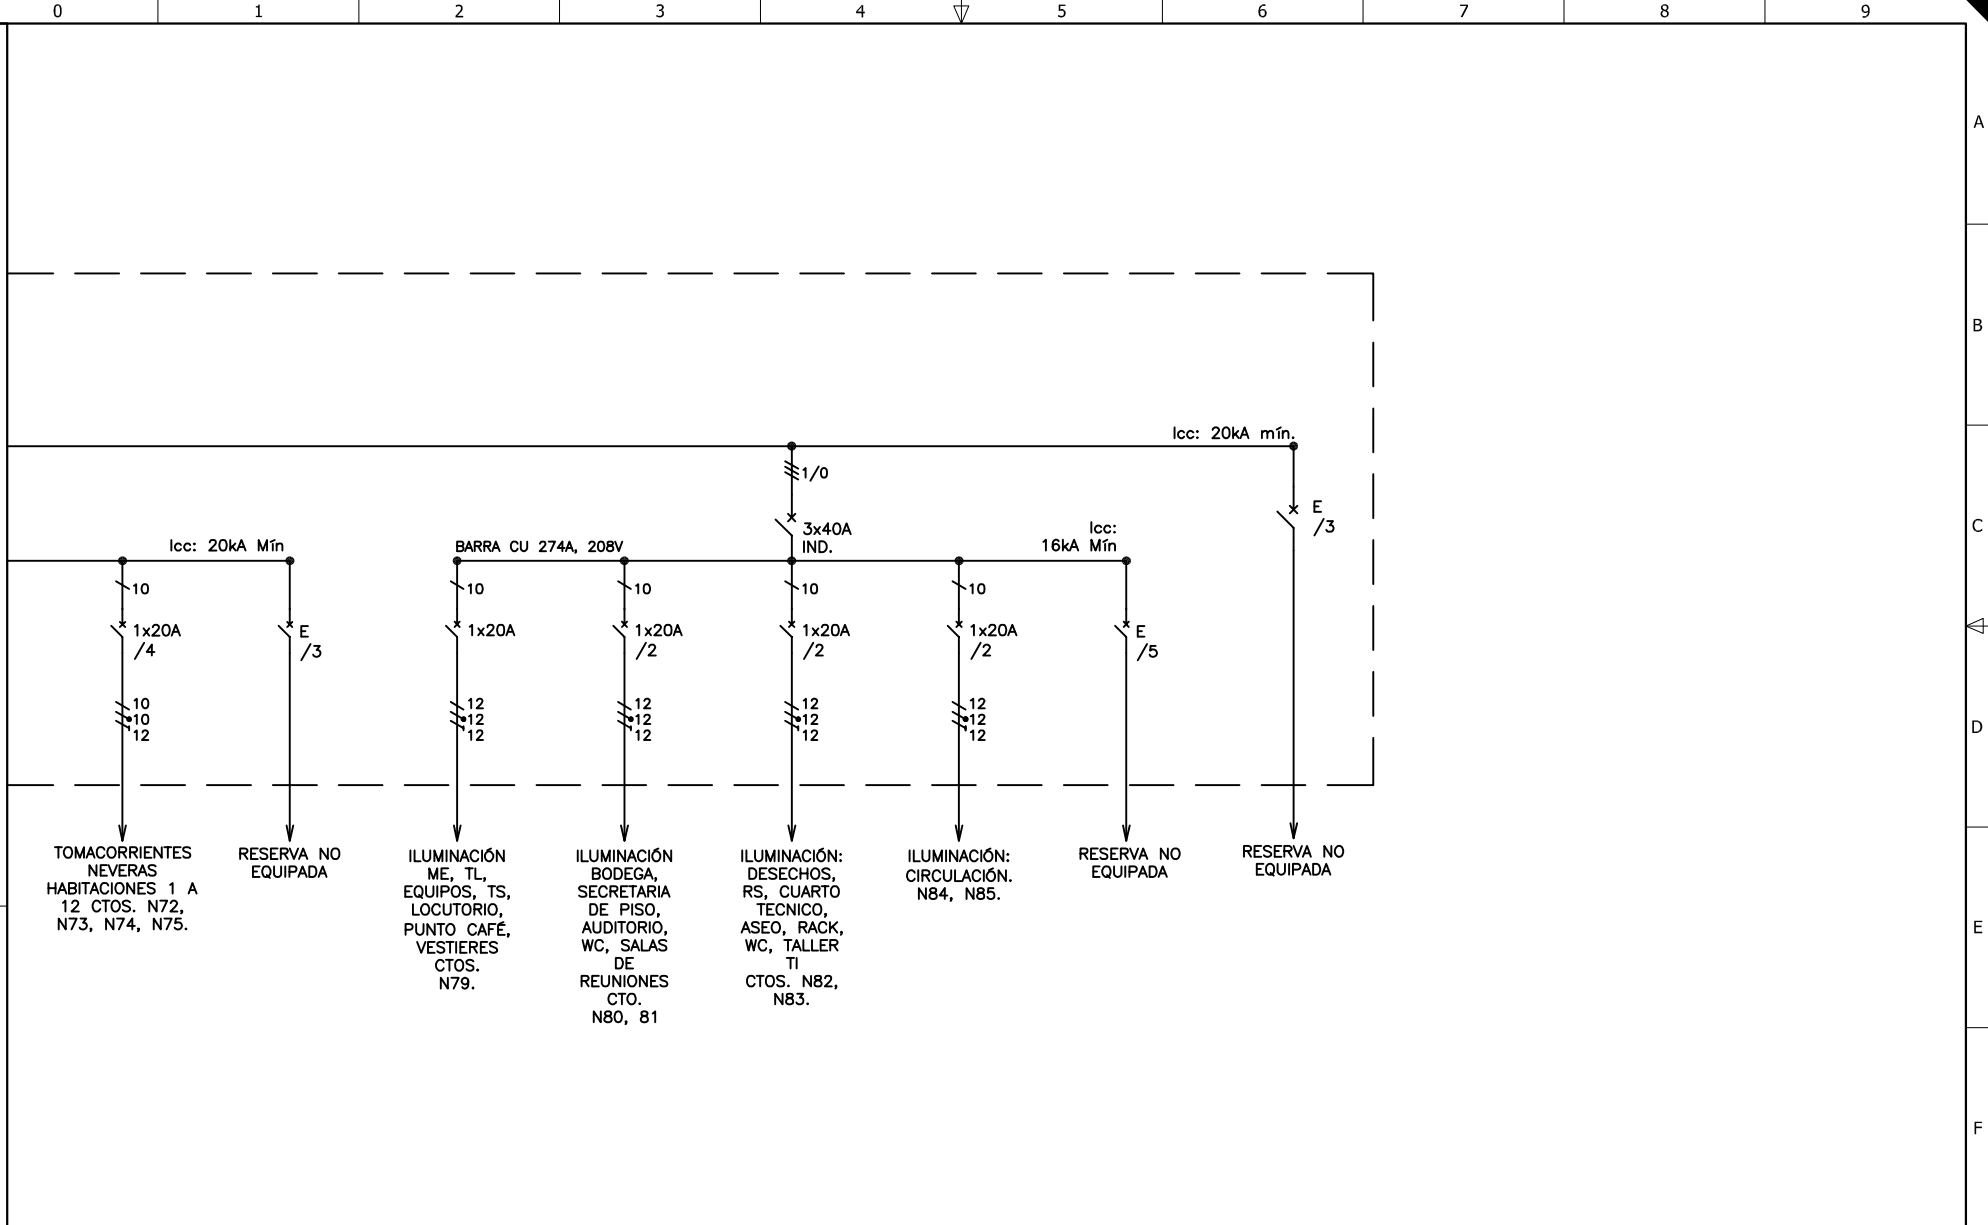 0 1 2 3 4 5 6 7 8 9
A
B
Icc: 20kA mín.
1/0
E
/3
C
3x40A
IND.
Icc:
16kA Mín
Icc: 20kA Mín
BARRA CU 274A, 208V
10 10 10 10 10
1x20A
/4
E
/3
1x20A
1x20A
/2
1x20A
/2
1x20A
/2
E
/5
10
10
12
12
12
12
12
12
12
12
12
12
12
12
12
D
TOMACORRIENTES
NEVERAS
HABITACIONES 1 A
12 CTOS. N72,
N73, N74, N75.
RESERVA NO
EQUIPADA
ILUMINACIÓN
ME, TL,
EQUIPOS, TS,
LOCUTORIO,
PUNTO CAFÉ,
VESTIERES
CTOS.
N79.
ILUMINACIÓN
BODEGA,
SECRETARIA
DE PISO,
AUDITORIO,
WC, SALAS
DE
REUNIONES
CTO.
N80, 81
ILUMINACIÓN:
DESECHOS,
RS, CUARTO
TECNICO,
ASEO, RACK,
WC, TALLER
TI
CTOS. N82,
N83.
ILUMINACIÓN:
CIRCULACIÓN.
N84, N85.
RESERVA NO
EQUIPADA
RESERVA NO
EQUIPADA
E
F